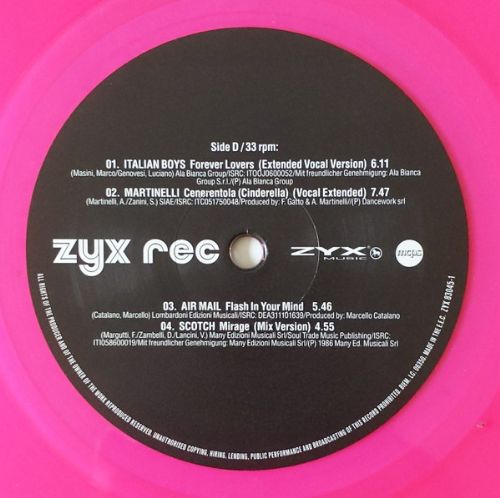 Side D / 33 rpm:
01. ITALIAN BOYS Forever Lovers (Extended Vocal Version) 6.11
(Masini, Marco/Genovesi, Luciano) Ala Bianca Group/ISRC: ITOOJ0600052/Mit freundlicher Genehmigung: Ala Bianca
Group S.r.l./(P) Ala Bianca Group
02. MARTINELLI Cenerentola (Cinderella) (Vocal Extended) 7.47
(Martinelli, A./Zanini, S.) SIAE/ISRC: ITC051750048/Produced by: F. Gatto & A. Martinelli//(P) Dancework srl
zyx rec
ZYX
MUSIC
mcps
03. AIR MAIL Flash In Your Mind 5.46
(Catalano, Marcello) Lombardoni Edizioni Musicali/ISRC: DEA311101639/Produced by: Marcello Catalano
04. SCOTCH Mirage (Mix Version) 4.55
(Margutti, F./Zambelli, D./Lancini, V.) Many Edizioni Musicali Srl/Soul Trade Music Publishing/ISRC:
ITI058600019/Mit freundlicher Genehmigung: Many Edizioni Musicali Srl/(P) 1986 Many Ed. Musicali Srl
ALL RIGHTS OF THE PRODUCER AND OF THE OWNER OF THE WORK REPRODUCED RESERVED. UNAUTHORISED COPYING, HIRING, LENDING, PUBLIC PERFORMANCE AND BROADCASTING OF THIS RECORD PROHIBITED. BIEM. LC 06350. MADE IN THE E.E.C. ZYX 83045-1